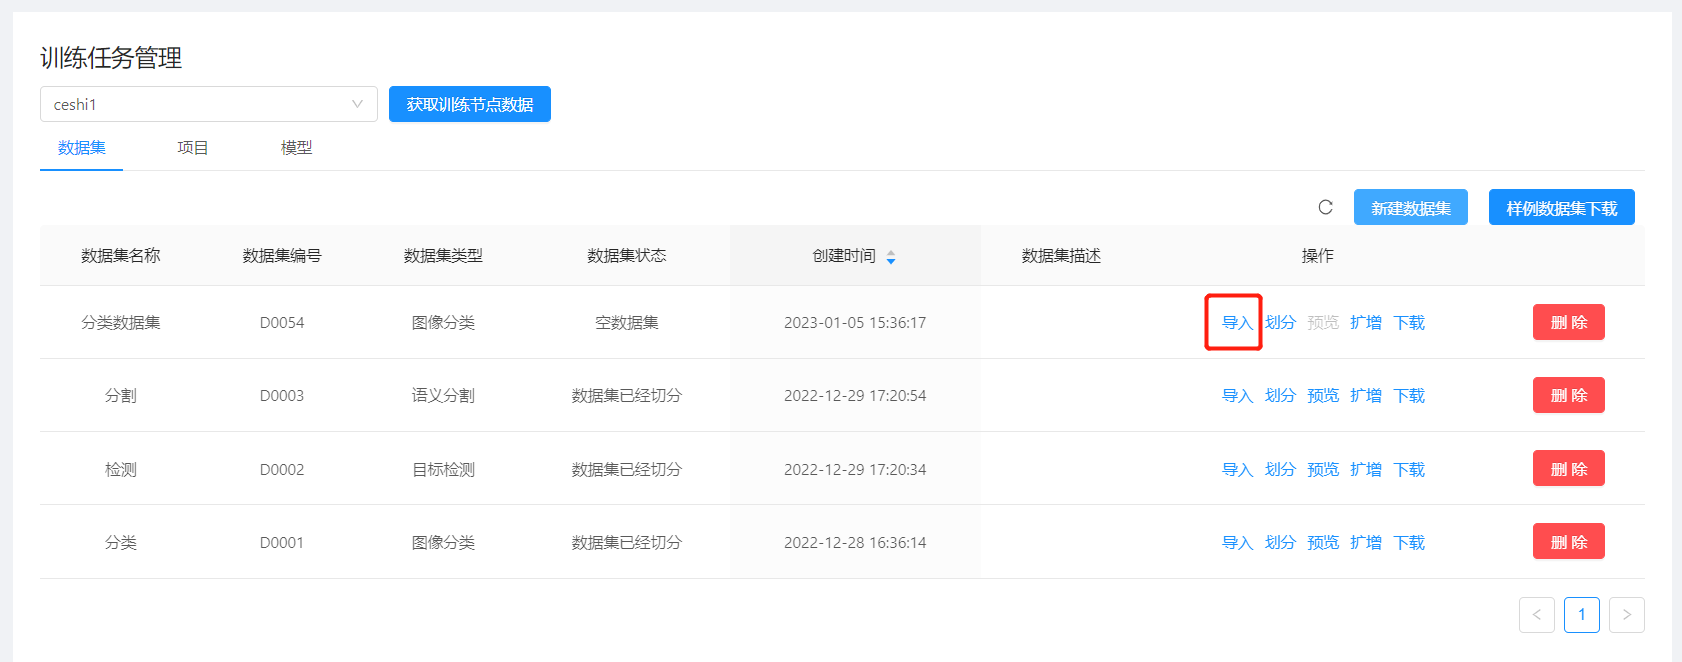 训练任务管理
ceshi1 获取训练节点数据
数据集 项目 模型
新建数据集 样例数据集下载
数据集名称 数据集编号 数据集类型 数据集状态 创建时间 数据集描述 操作
分类数据集 D0054 图像分类 空数据集 2023-01-05 15:36:17 导入 划分 预览 扩增 下载 删 除
分割 D0003 语义分割 数据集已经切分 2022-12-29 17:20:54 导入 划分 预览 扩增 下载 删 除
检测 D0002 目标检测 数据集已经切分 2022-12-29 17:20:34 导入 划分 预览 扩增 下载 删 除
分类 D0001 图像分类 数据集已经切分 2022-12-28 16:36:14 导入 划分 预览 扩增 下载 删 除
< 1 >